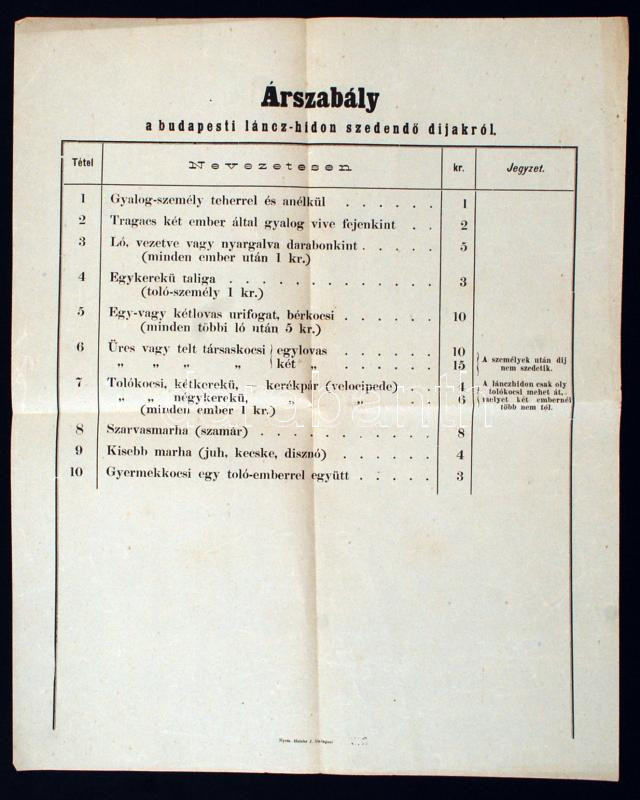 Árszabály
a budapesti láncz-hidon szedendő dijakról.
Tétel Nevezetesen kr. Jegyzet.
1 Gyalog-személy teherrel és anélkül . . . . . . 1
2 Tragacs két ember által gyalog vive fejenkint . . 2
3 Ló, vezetve vagy nyargalva darabonkint . . . . . 5
(minden ember után 1 kr.)
4 Egykerekü taliga . . . . . . . . . . . . . 3
(toló-személy 1 kr.)
5 Egy-vagy kétlovas urifogat, bérkocsi . . . . . . 10
(minden többi ló után 5 kr.)
6 Üres vagy telt társaskocsi egylovas . . . . . . 10
„ „ „ „ két „ . . . . . . 15
A személyek után dij
nem szedetik.
7 Tolókocsi, kétkerekü, kerékpár (velocipede) . . . 4
„ „ négykerekü, „ „ . . 6
(minden ember 1 kr.)
A lánczhidon csak oly
tolókocsi mehet át,
melyet két embernél
több nem tól.
8 Szarvasmarha (szamár) . . . . . . . . . . . 8
9 Kisebb marha (juh, kecske, disznó) . . . . . . . 4
10 Gyermekkocsi egy toló-emberrel együtt . . . . . 3
darabanth